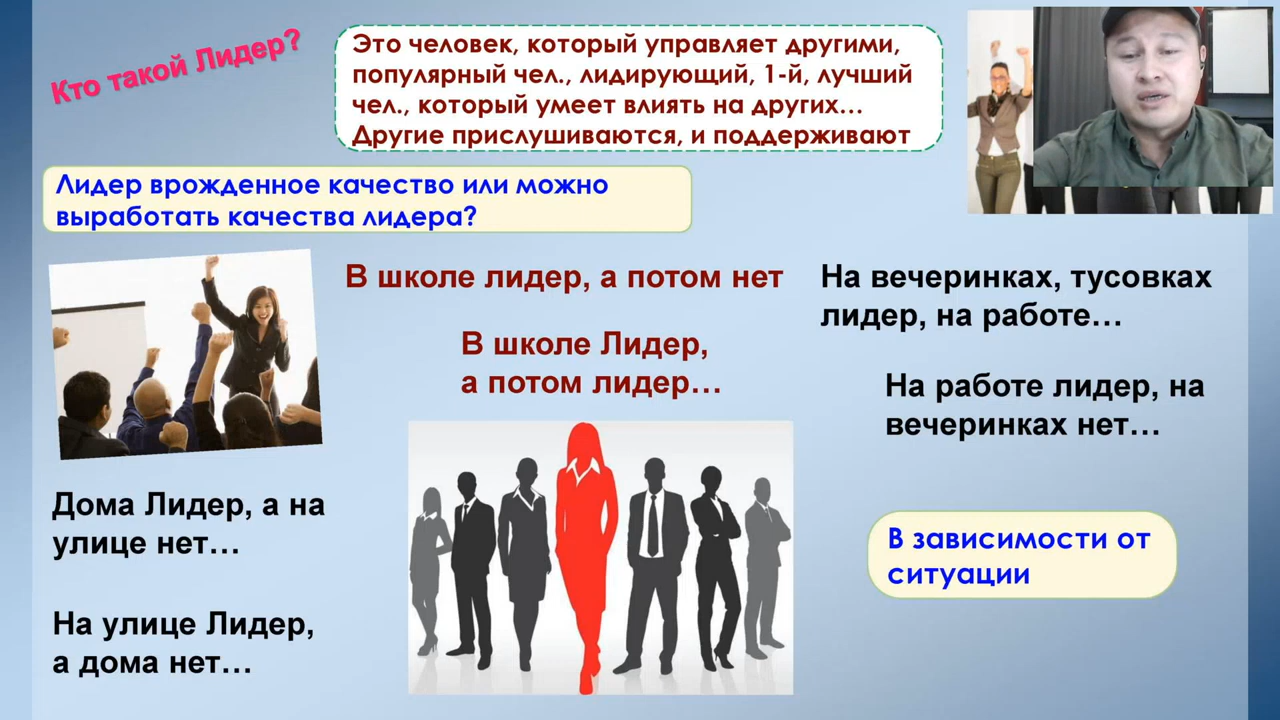 Кто такой Лидер?
Это человек, который управляет другими,
популярный чел., лидирующий, 1-й, лучший
чел., который умеет влиять на других…
Другие прислушиваются, и поддерживают
Лидер врожденное качество или можно
выработать качества лидера?
В школе лидер, а потом нет
В школе Лидер,
а потом лидер…
На вечеринках, тусовках
лидер, на работе…
На работе лидер, на
вечеринках нет…
Дома Лидер, а на
улице нет…
На улице Лидер,
а дома нет…
В зависимости от
ситуации